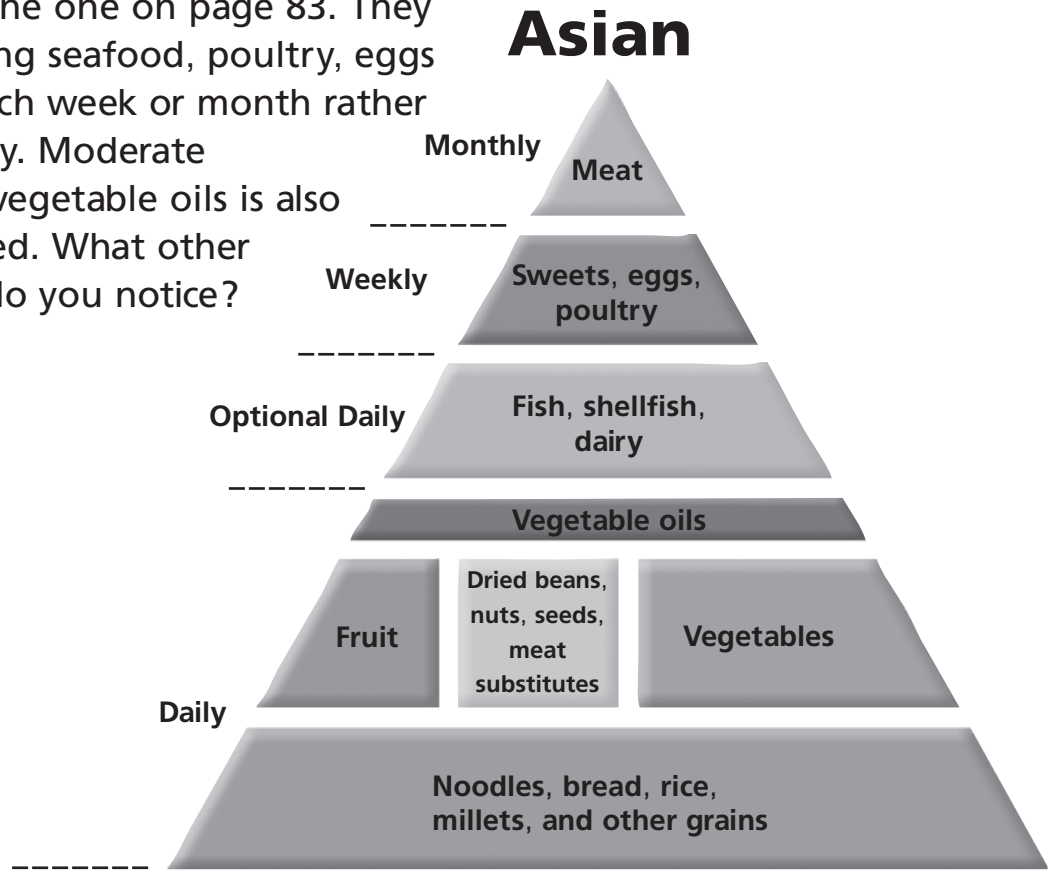 he one on page 83. They
ng seafood, poultry, eggs
ch week or month rather
y. Moderate
vegetable oils is also
ed. What other
do you notice?
Asian
Monthly
Meat
Weekly
Sweets, eggs,
poultry
Optional Daily
Fish, shellfish,
dairy
Vegetable oils
Fruit
Dried beans,
nuts, seeds,
meat
substitutes
Vegetables
Daily
Noodles, bread, rice,
millets, and other grains